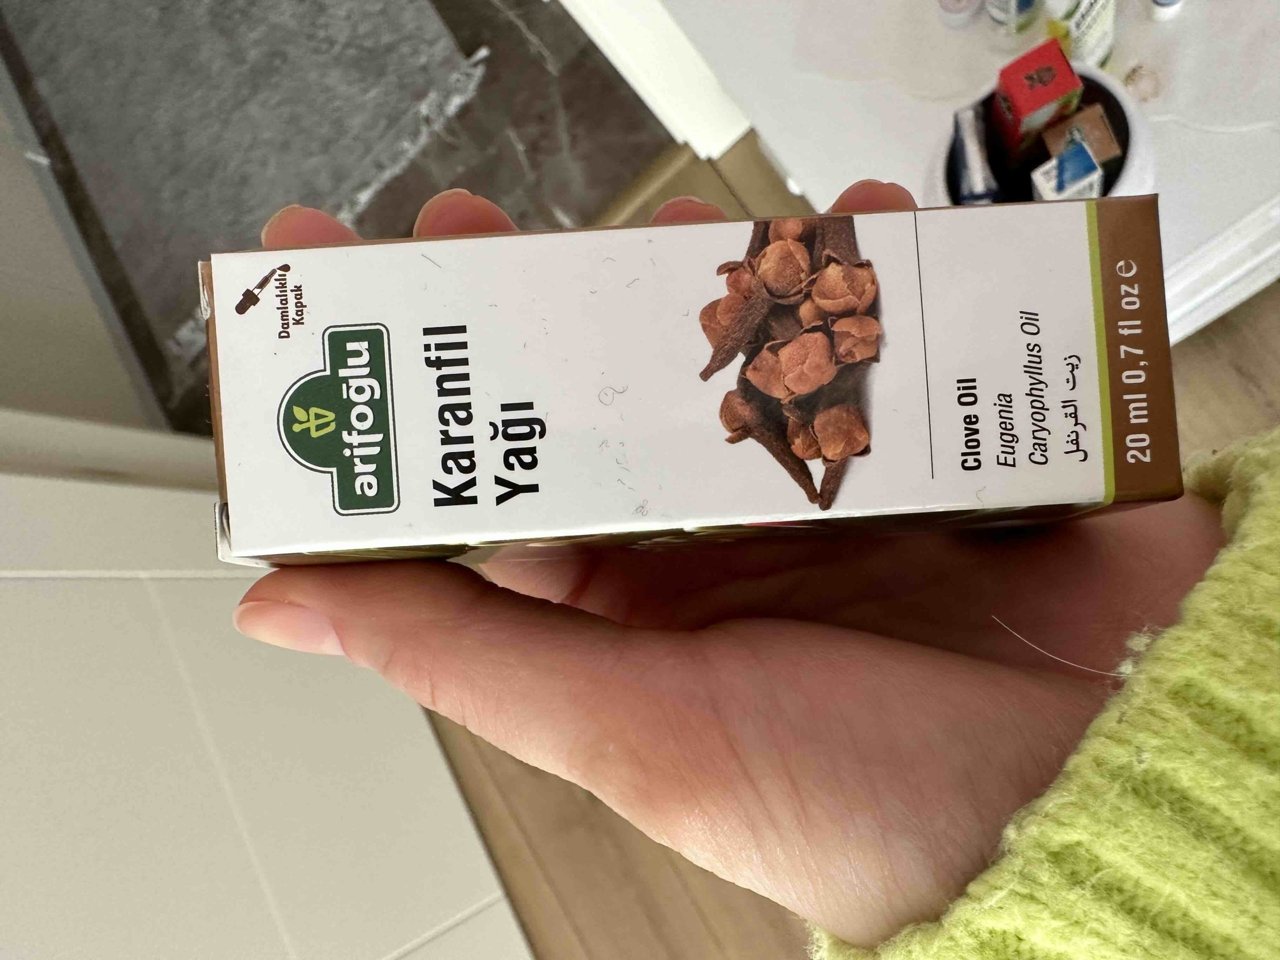 Damlalıklı
Kapak
arifoğlu
Karanfil
Yağı
Clove Oil
Eugenia
Caryophyllus Oil
زيت القرنفل
20 ml 0,7 fl oz e